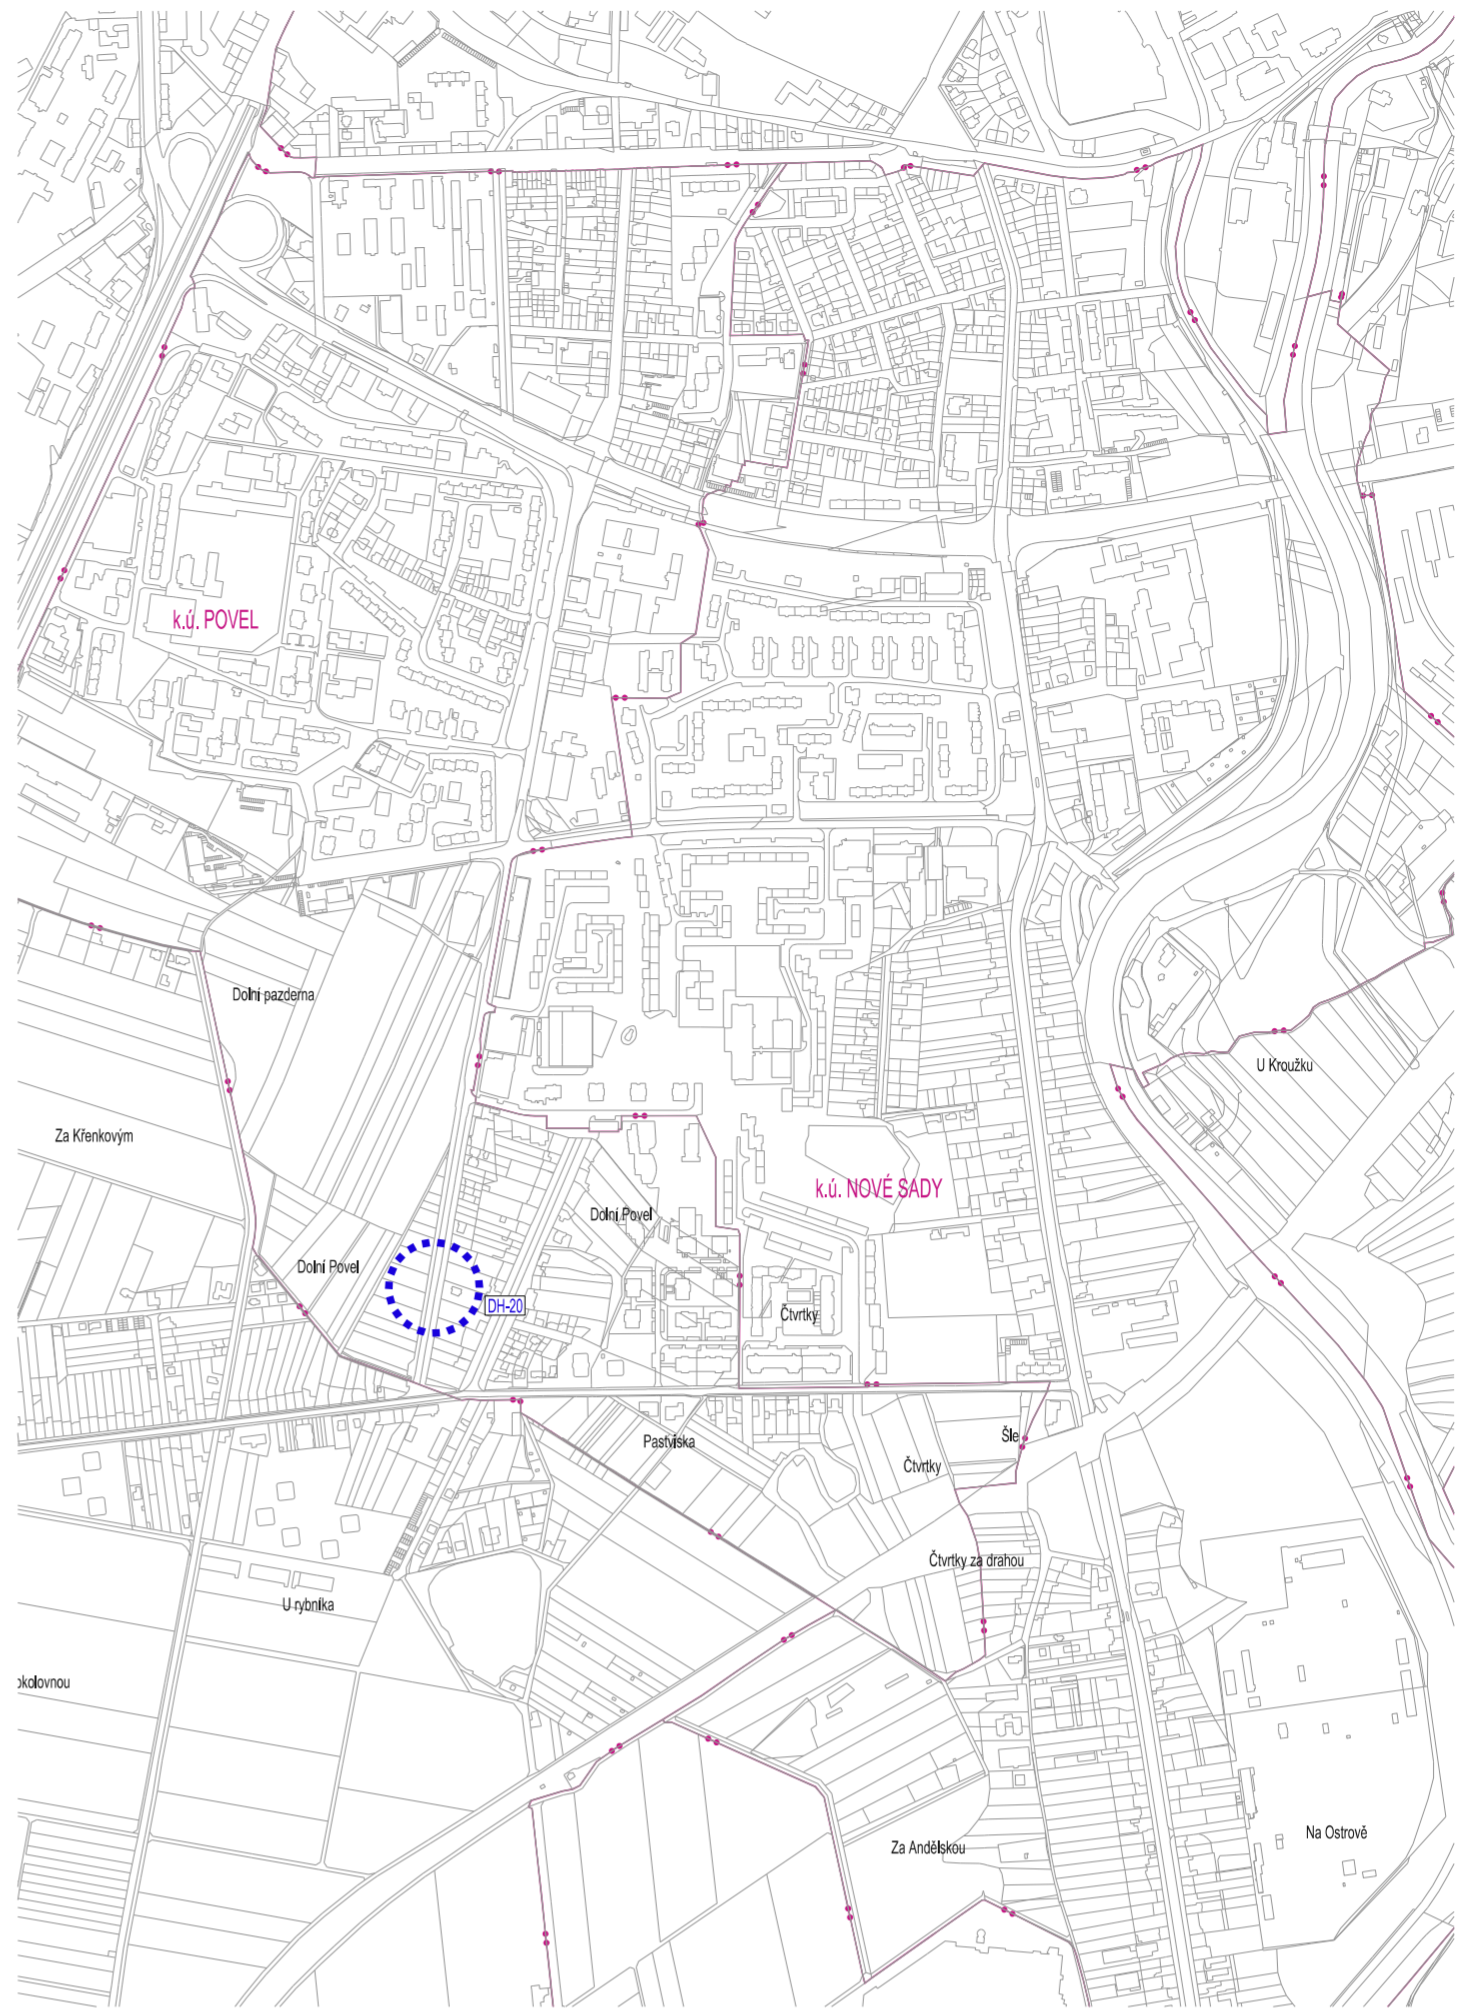 k.ú. POVEL
Dolní pazderna
U Kroužku
Za Křenkovým
k.ú. NOVÉ SADY
Dolní Povel
Dolní Povel
DH-20
Čtvrtky
Šle
Pastviska
Čtvrtky
Čtvrtky za drahou
U rybníka
okolovnou
Na Ostrově
Za Andělskou